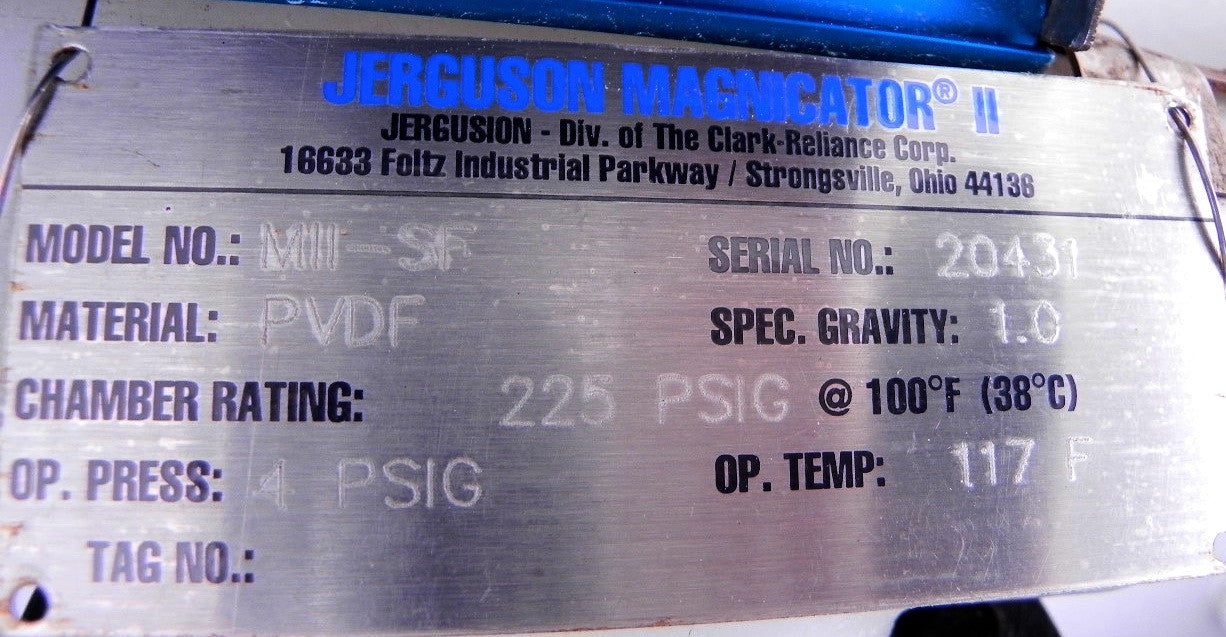 JERGUSON MAGNICATOR® II
JERGUSION - Div. of The Clark-Reliance Corp.
16633 Foltz Industrial Parkway / Strongsville, Ohio 44136
MODEL NO.: MII-SF SERIAL NO.: 20431
MATERIAL: PVDF SPEC. GRAVITY: 1.0
CHAMBER RATING: 225 PSIG @ 100°F (38°C)
OP. PRESS: 4 PSIG OP. TEMP: 117 F
TAG NO.: